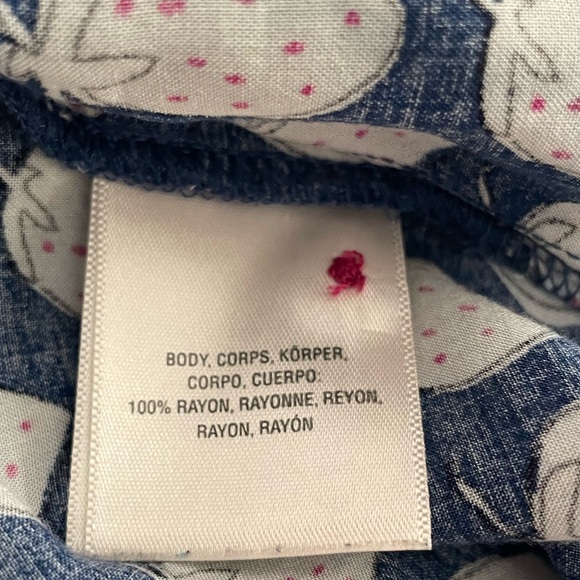 BODY, CORPS, KÖRPER,
CORPO, CUERPO:
100% RAYON, RAYONNE, REYON,
RAYON, RAYÓN